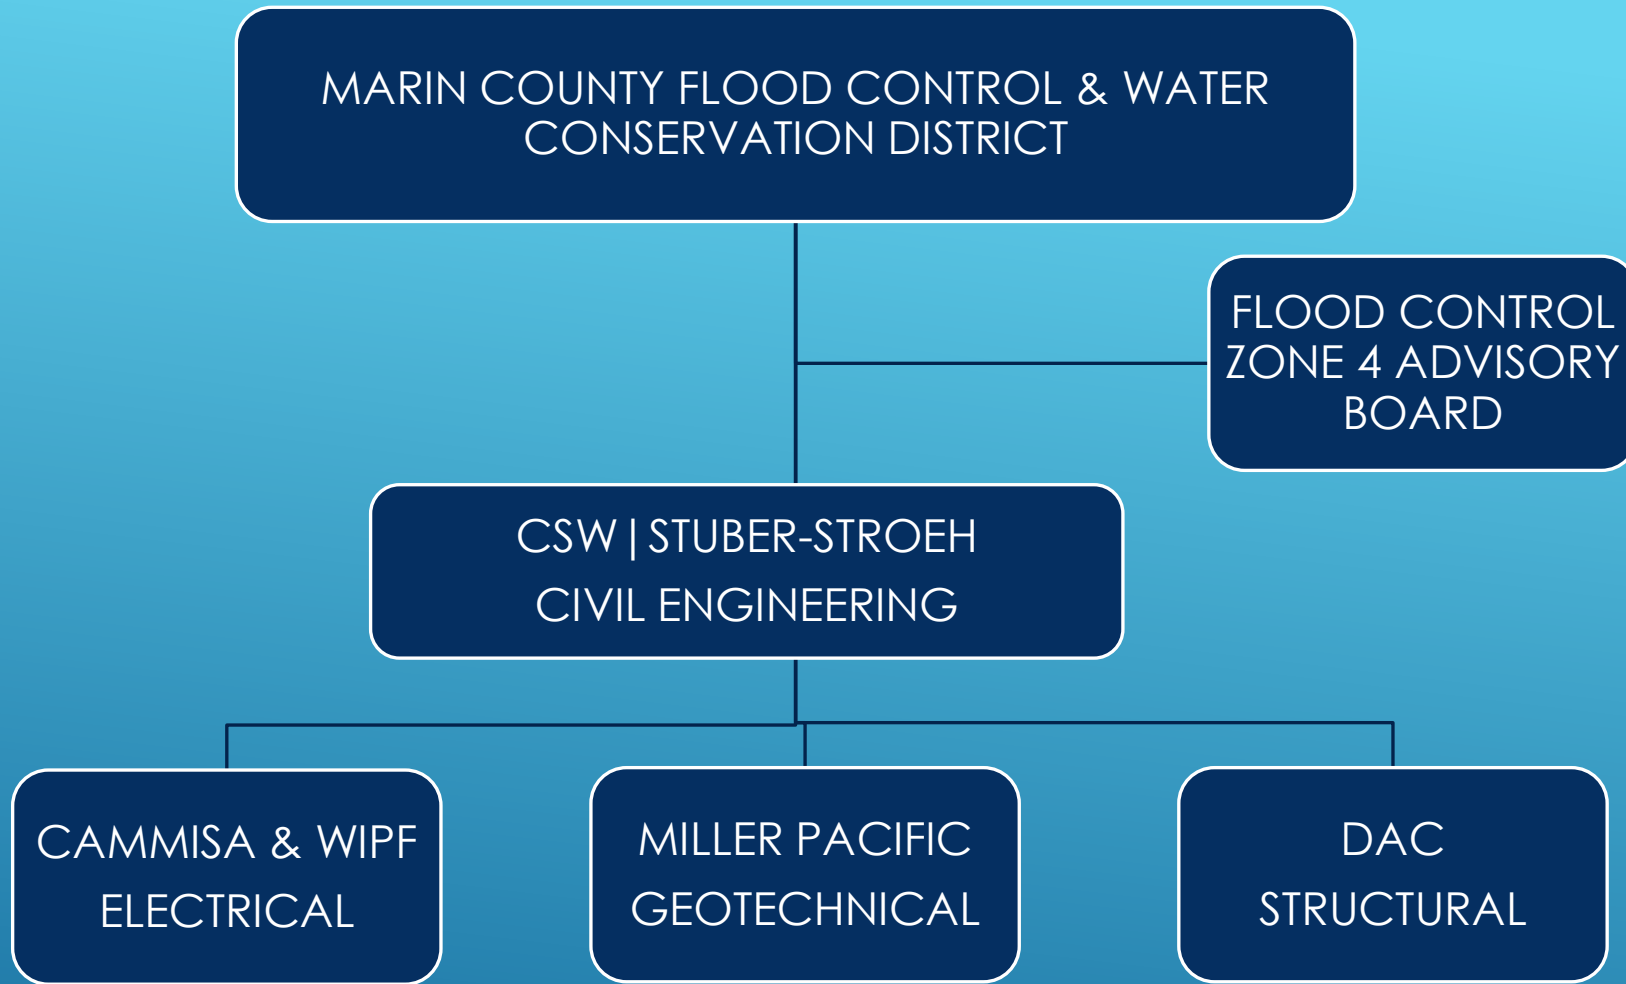 MARIN COUNTY FLOOD CONTROL & WATER
CONSERVATION DISTRICT
FLOOD CONTROL
ZONE 4 ADVISORY
BOARD
CSW|STUBER-STROEH
CIVIL ENGINEERING
CAMMISA & WIPF
ELECTRICAL
MILLER PACIFIC
GEOTECHNICAL
DAC
STRUCTURAL